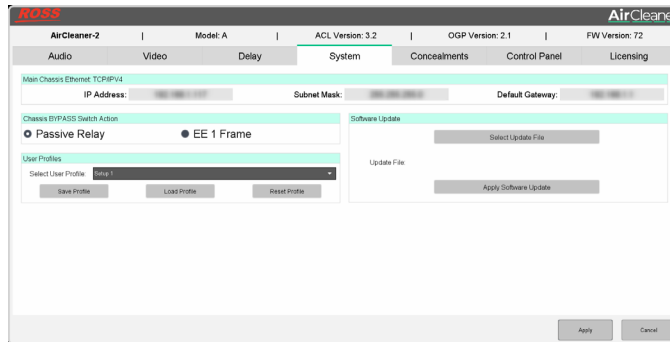 ROSS AirCleane
AirCleaner-2 | Model: A | ACL Version: 3.2 | OGP Version: 2.1 | FW Version: 72
Audio Video Delay System Concealments Control Panel Licensing
Main Chassis Ethernet: TCP/IPV4
IP Address: Subnet Mask: Default Gateway:
Chassis BYPASS Switch Action Software Update
Passive Relay EE 1 Frame Select Update File
User Profiles Update File:
Select User Profile: Setup 1
Save Profile Load Profile Reset Profile Apply Software Update
Apply Cancel